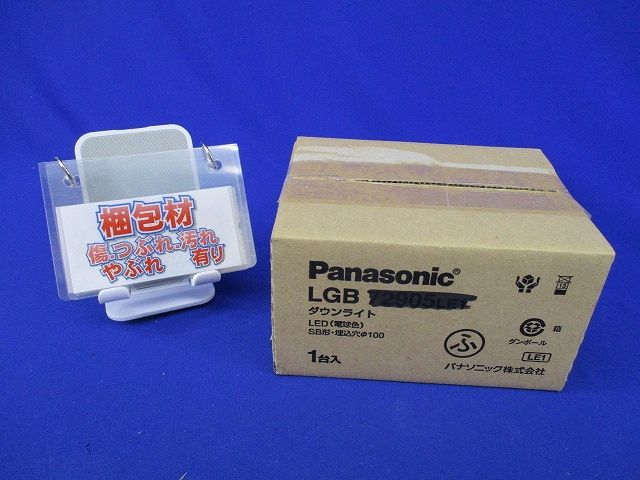 梱包材
傷.つぶれ.汚れ
やぶれ 有り
Panasonic®
LGB 72905LE1
ダウンライト
LED(電球色)
SB形・埋込穴Φ100
1台入
ふ
箱
ダンボール
LE1
パナソニック株式会社